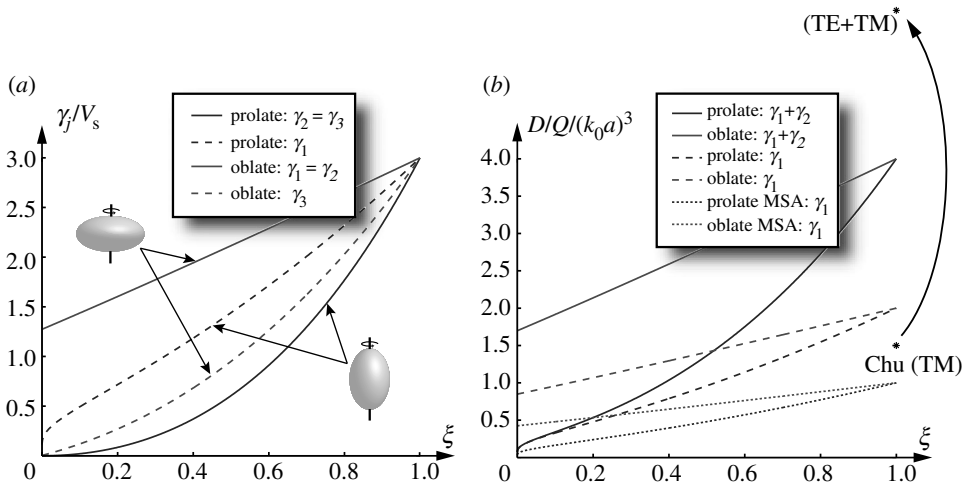 (a)
γj/Vs
prolate: γ2 = γ3
prolate: γ1
oblate: γ1 = γ2
oblate: γ3
3.0
2.5
2.0
1.5
1.0
0.5
0
0.2
0.4
0.6
0.8
1.0
ξ
(b)
D/Q/(k0a)^3
prolate: γ1+γ2
oblate: γ1+γ2
prolate: γ1
oblate: γ1
prolate MSA: γ1
oblate MSA: γ1
(TE+TM)*
4.0
3.5
3.0
2.5
2.0
1.5
1.0
0.5
0
0.2
0.4
0.6
0.8
1.0
ξ
*
Chu (TM)